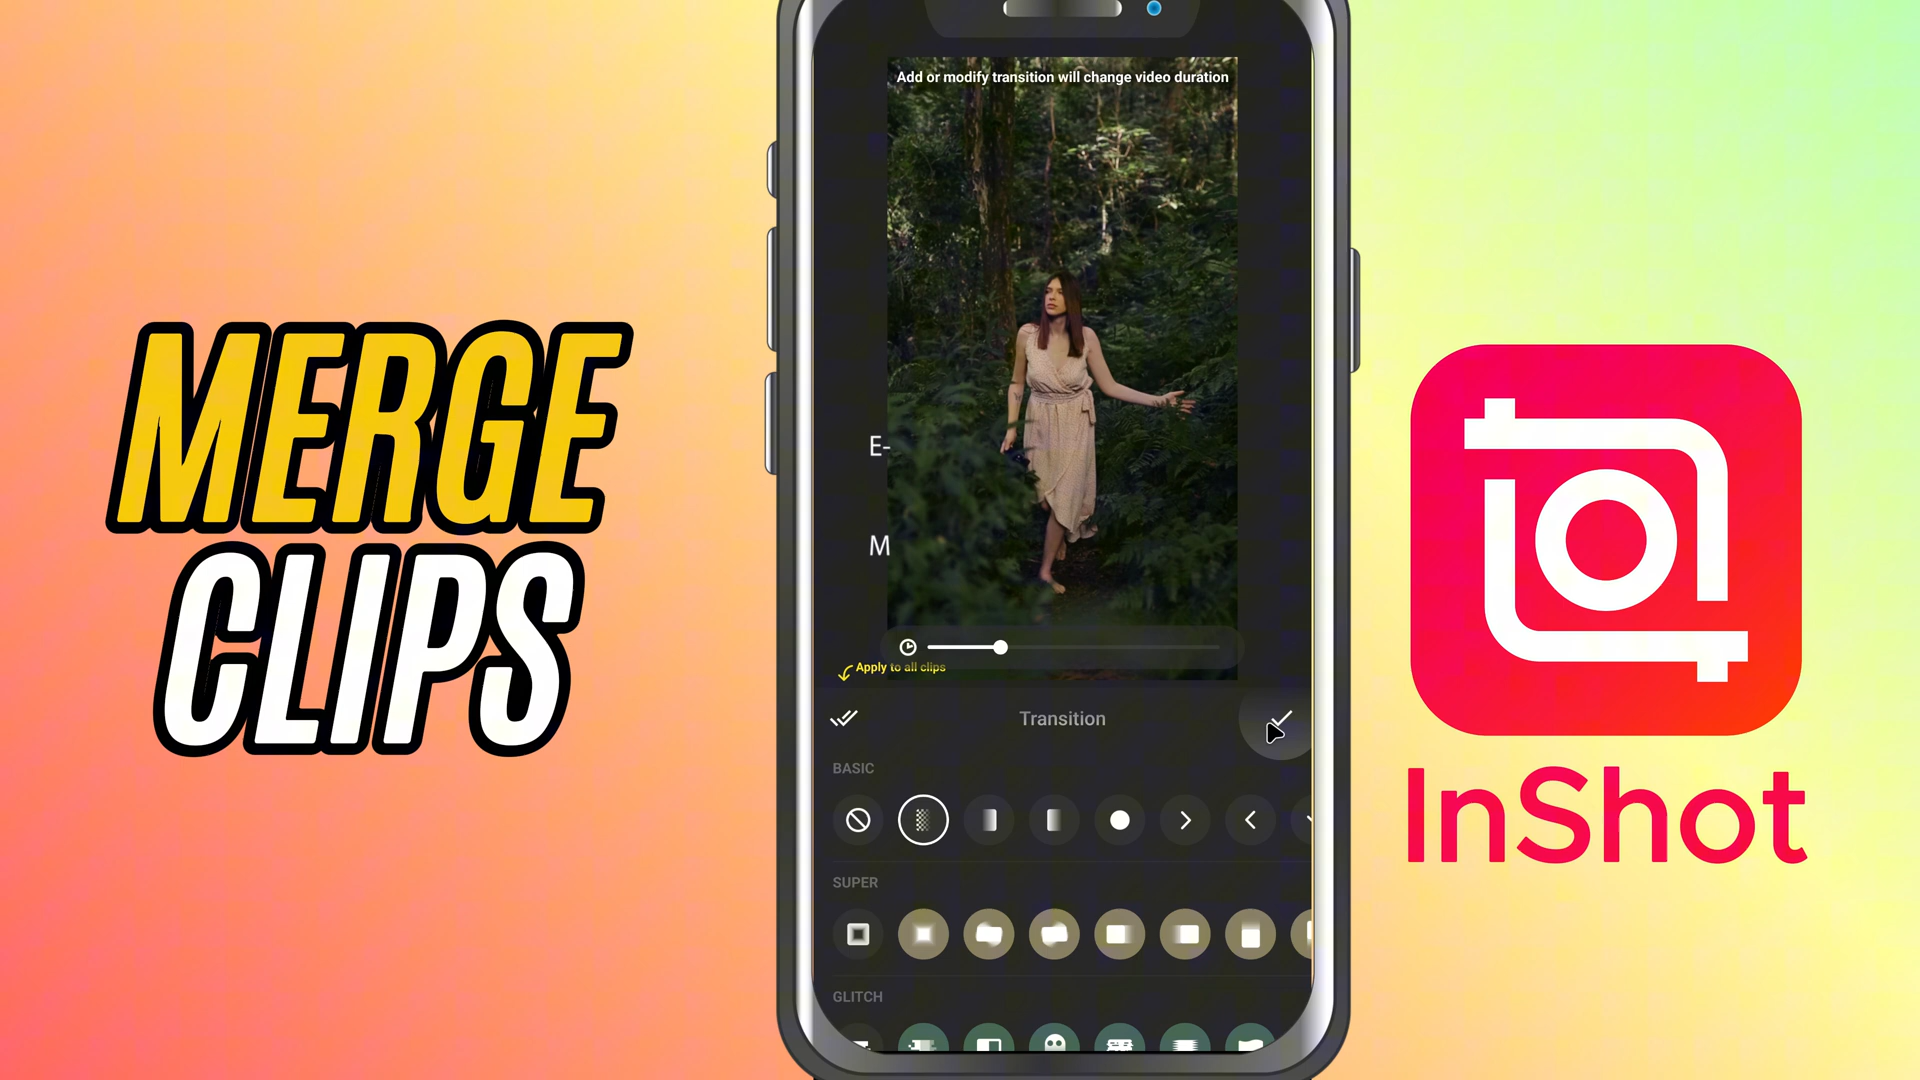 MERGE
CLIPS
Add or modify transition will change video duration
E-
M
Apply to all clips
Transition
BASIC
SUPER
GLITCH
InShot